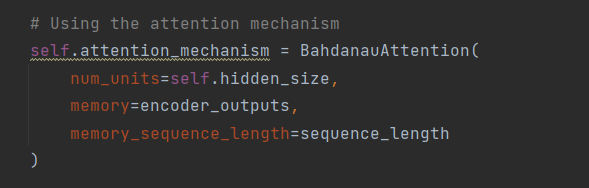 # Using the attention mechanism
self.attention_mechanism = BahdanauAttention(
    num_units=self.hidden_size,
    memory=encoder_outputs,
    memory_sequence_length=sequence_length
)